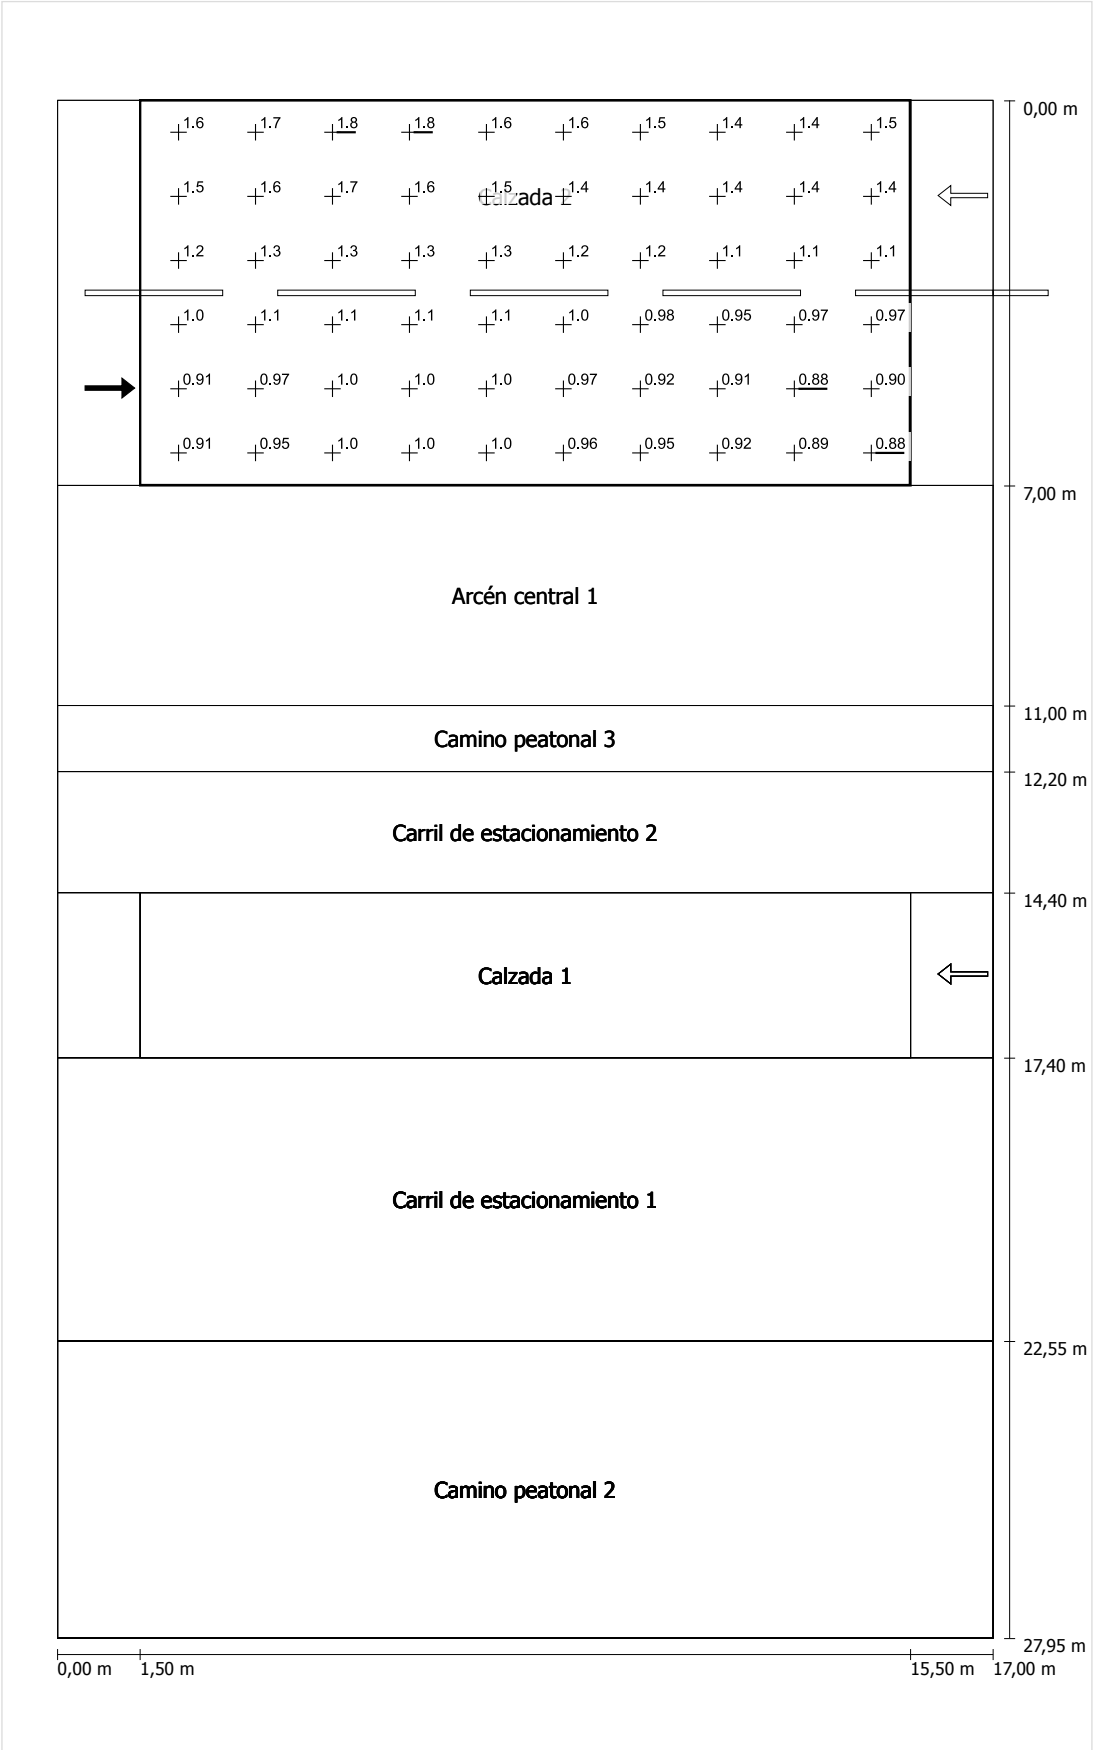 0,00 m
1.6 1.7 1.8 1.8 1.6 1.6 1.5 1.4 1.4 1.5
1.5 1.6 1.7 1.6 1.5 1.4 1.4 1.4 1.4 1.4
Calzada 2
1.2 1.3 1.3 1.3 1.3 1.2 1.2 1.1 1.1 1.1
1.0 1.1 1.1 1.1 1.1 1.0 0.98 0.95 0.97 0.97
0.91 0.97 1.0 1.0 1.0 0.97 0.92 0.91 0.88 0.90
0.91 0.95 1.0 1.0 1.0 0.96 0.95 0.92 0.89 0.88
7,00 m
Arcén central 1
11,00 m
Camino peatonal 3
12,20 m
Carril de estacionamiento 2
14,40 m
Calzada 1
17,40 m
Carril de estacionamiento 1
22,55 m
Camino peatonal 2
27,95 m
0,00 m 1,50 m 15,50 m 17,00 m